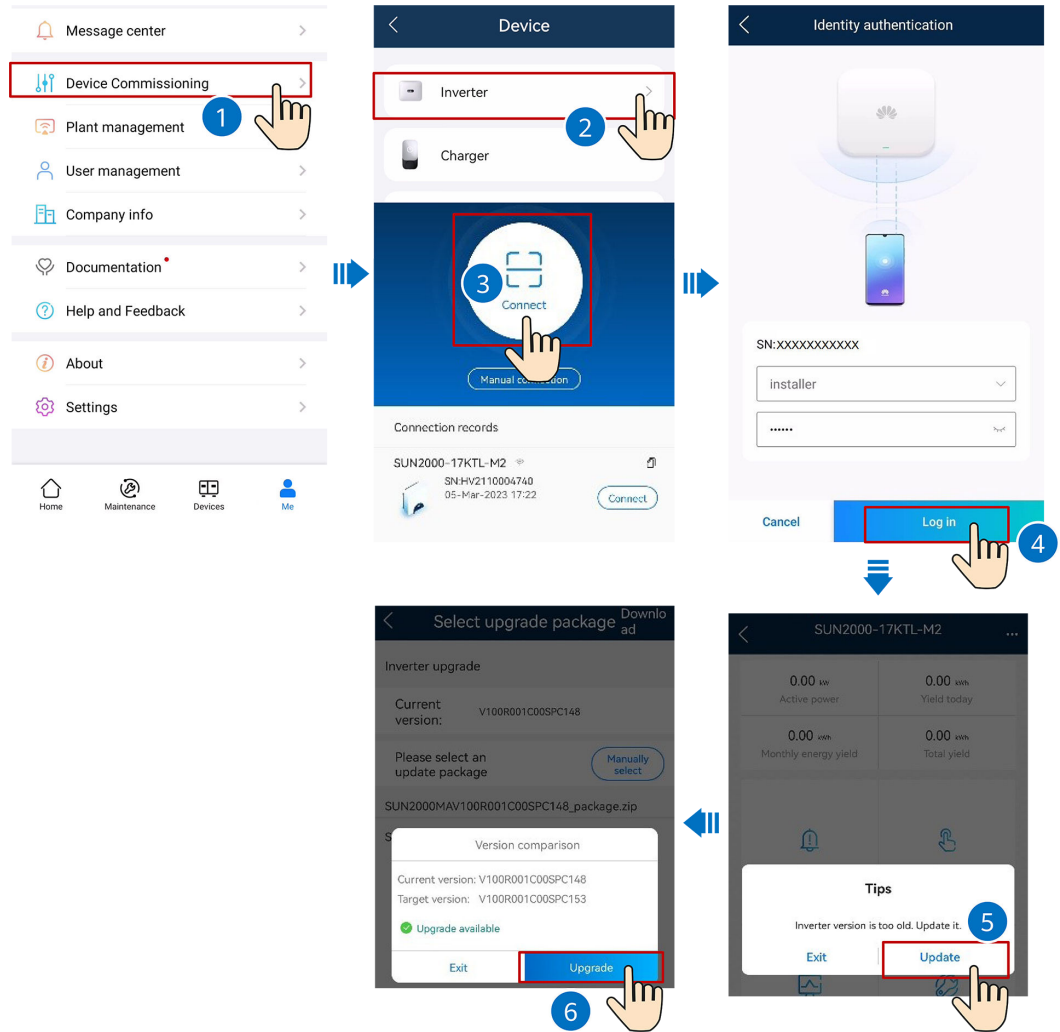 Message center
Device Commissioning
1
Plant management
User management
Company info
Documentation
Help and Feedback
About
Settings
Home
Maintenance
Devices
Me
Device
Inverter
2
Charger
3
Connect
Manual
Connection records
SUN2000-17KTL-M2
SN:HV2110004740
05-Mar-2023 17:22
Connect
Identity authentication
SN:XXXXXXXXXXX
installer
••••••
Cancel
Log in
4
SUN2000-17KTL-M2
...
0.00 kW
Active power
0.00 kWh
Yield today
0.00 kWh
Monthly energy yield
0.00 kWh
Total yield
Tips
Inverter version is too old. Update it.
5
Exit
Update
Select upgrade package
Downlo
ad
Inverter upgrade
Current
version:
V100R001C00SPC148
Please select an
update package
Manually
select
SUN2000MAV100R001C00SPC148_package.zip
S
Version comparison
Current version: V100R001C00SPC148
Target version: V100R001C00SPC153
Upgrade available
Exit
Upgrade
6